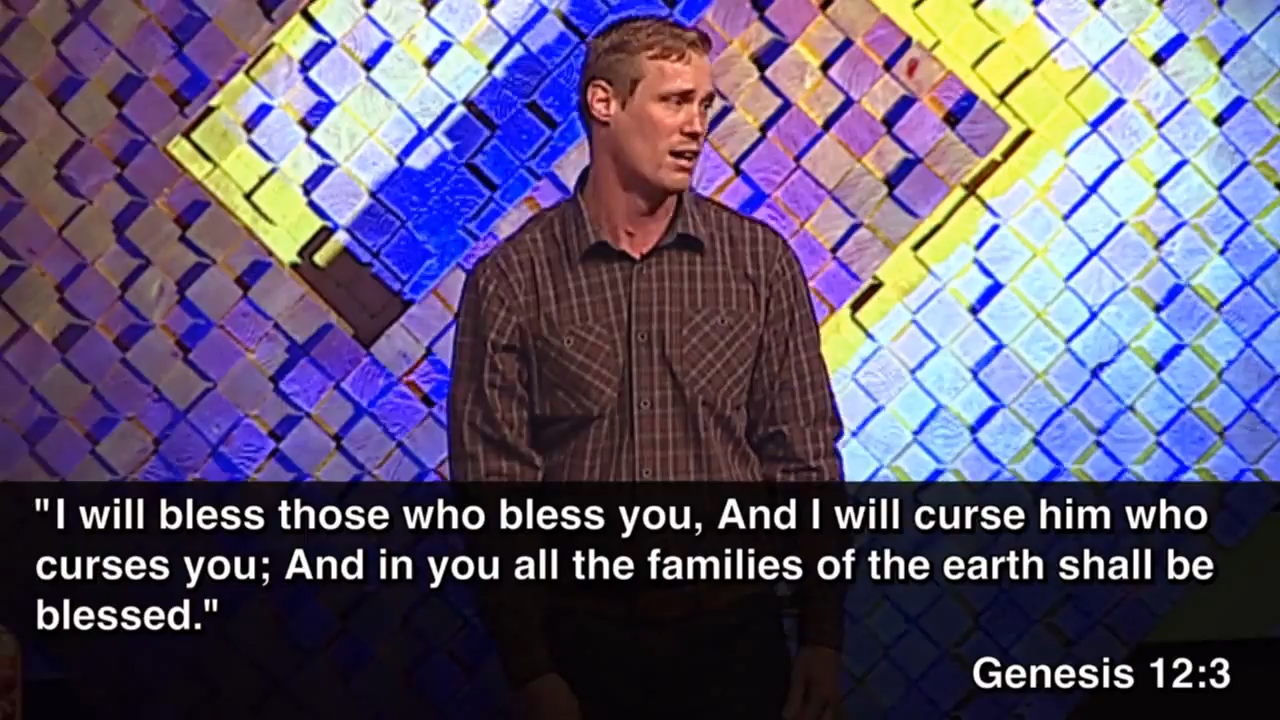 "I will bless those who bless you, And I will curse him who
curses you; And in you all the families of the earth shall be
blessed."
Genesis 12:3